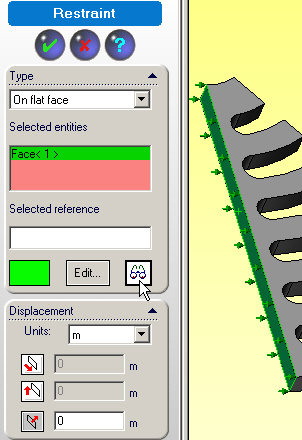 Restraint
?
Type
On flat face
Selected entities
Face< 1 >
Selected reference
Edit...
Displacement
Units:
m
0 m
0 m
0 m